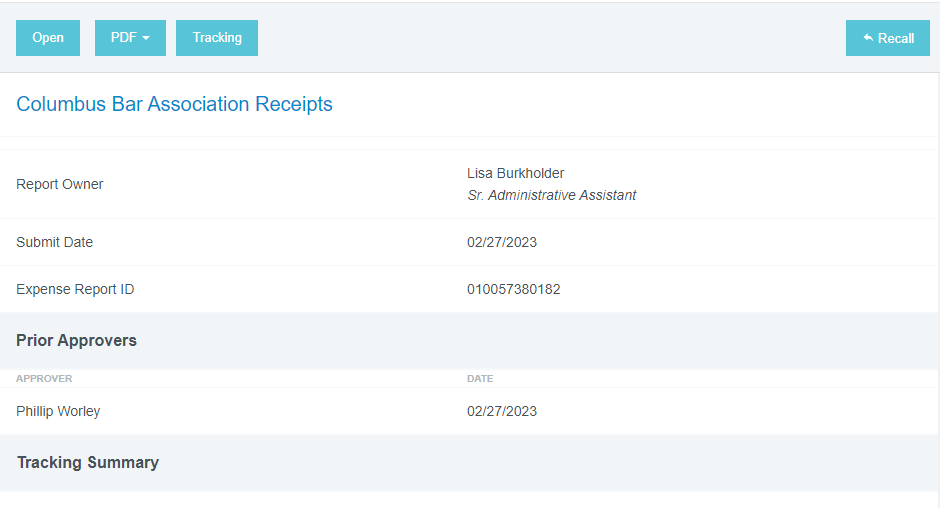 Open PDF Tracking Recall
Columbus Bar Association Receipts
Report Owner
Lisa Burkholder
Sr. Administrative Assistant
Submit Date 02/27/2023
Expense Report ID 010057380182
Prior Approvers
APPROVER DATE
Phillip Worley 02/27/2023
Tracking Summary